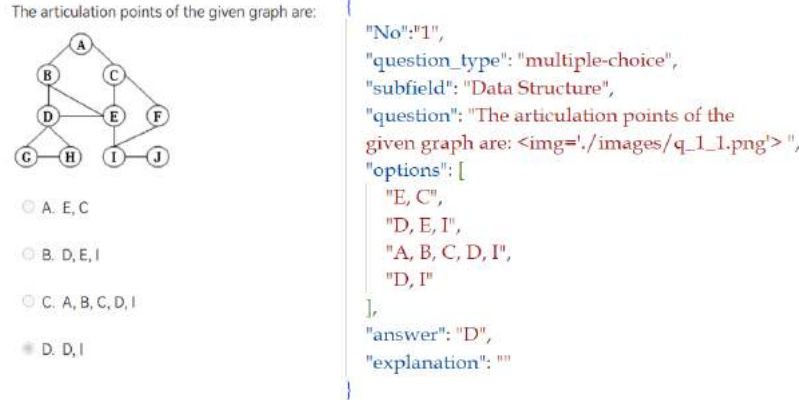 The articulation points of the given graph are:
A
B
C
D
E
F
G
H
I
J
A. E, C
B. D, E, I
C. A, B, C, D, I
D. D, I
{
"No":"1",
"question_type": "multiple-choice",
"subfield": "Data Structure",
"question": "The articulation points of the
given graph are: <img='./images/q_1_1.png'> ",
"options": [
"E, C",
"D, E, I",
"A, B, C, D, I",
"D, I"
],
"answer": "D",
"explanation": ""
}